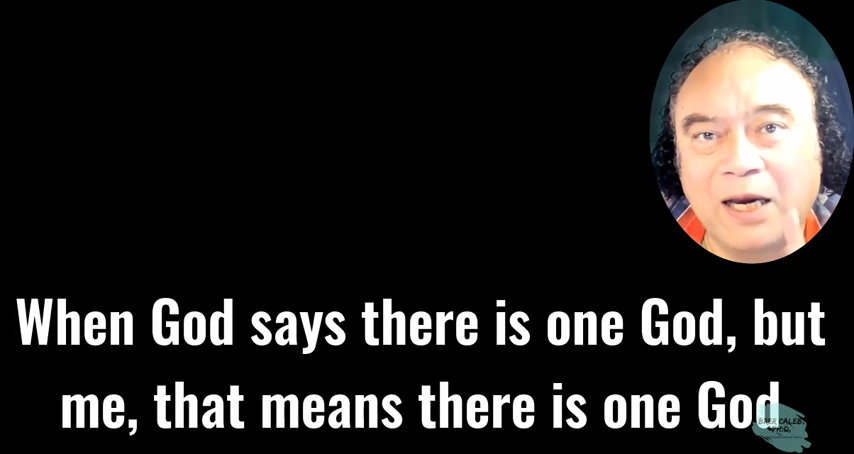 When God says there is one God, but
me, that means there is one God